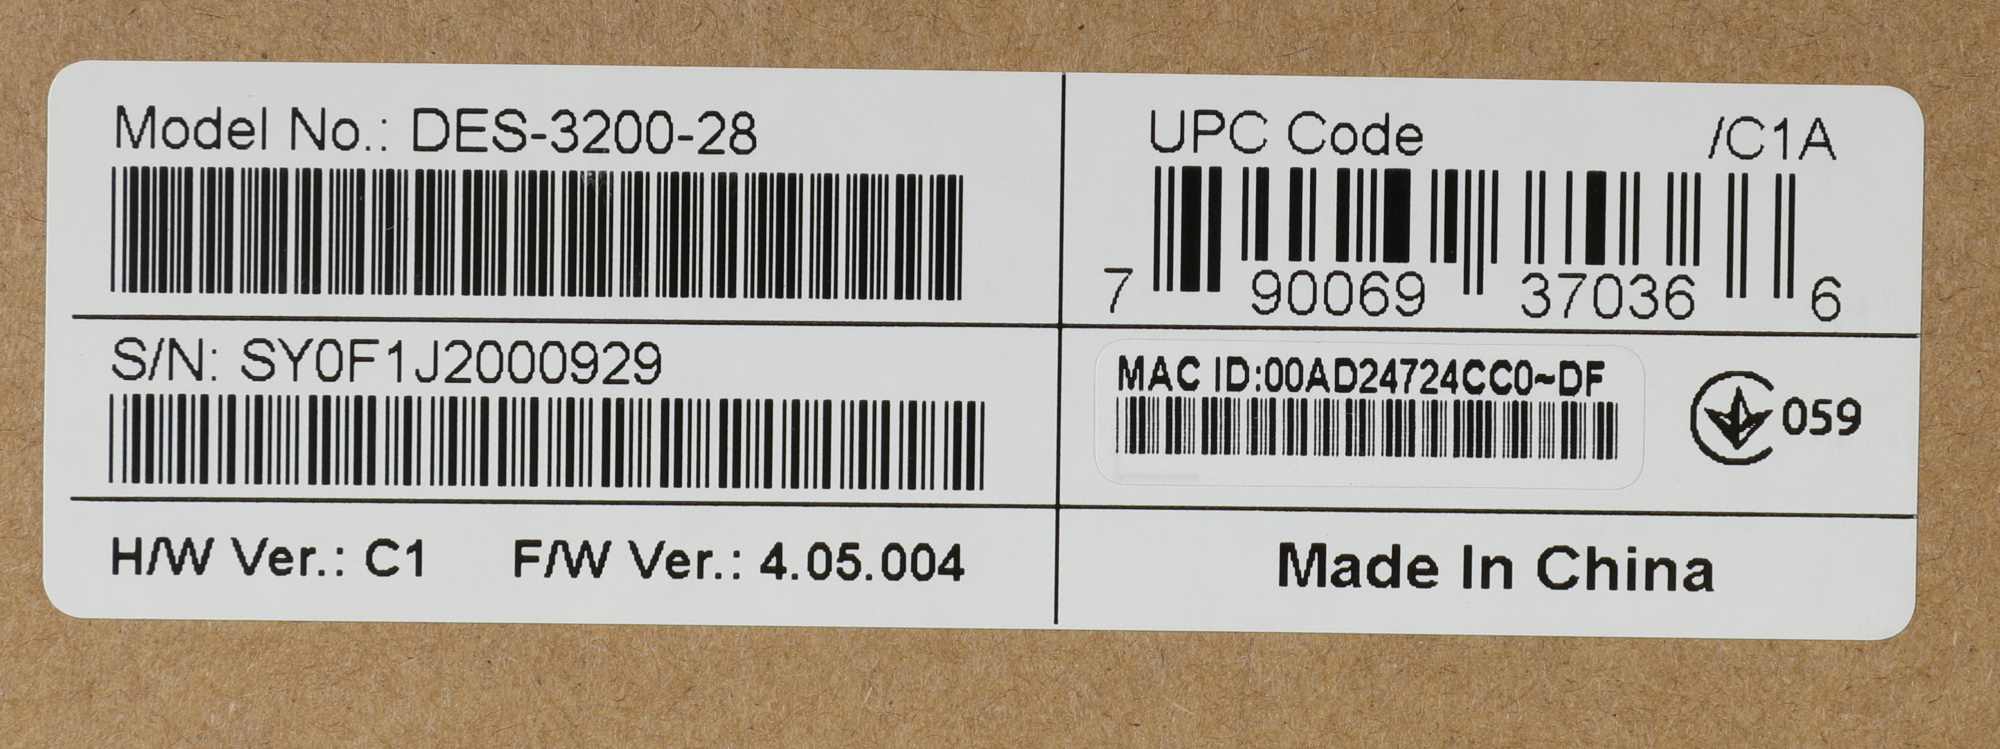 Model No.: DES-3200-28
UPC Code /C1A
7 90069 37036 6
S/N: SY0F1J2000929
MAC ID:00AD24724CC0~DF
059
H/W Ver.: C1 F/W Ver.: 4.05.004
Made In China